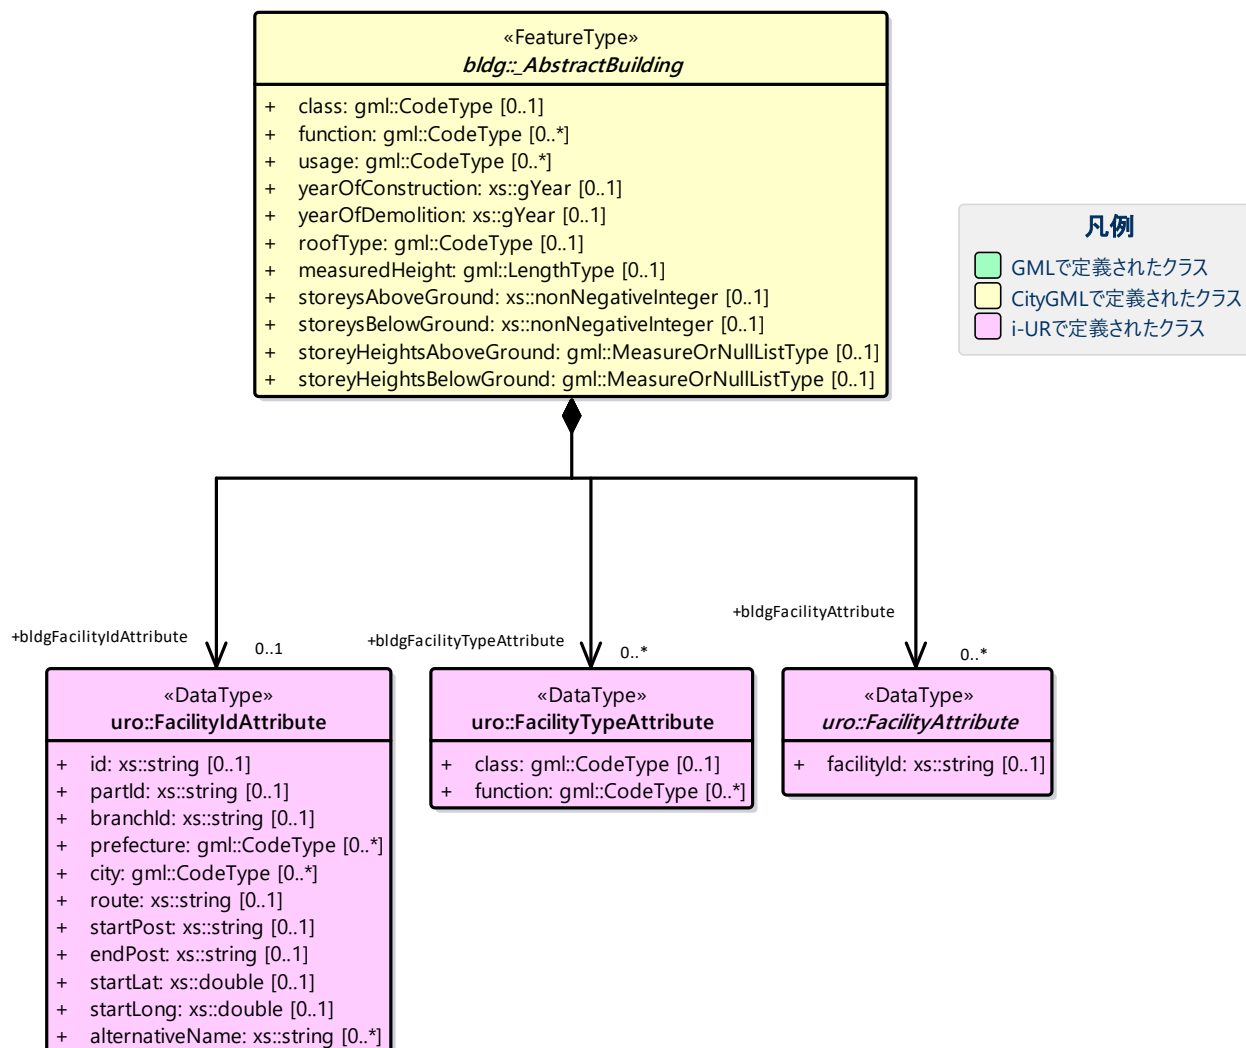 «FeatureType»
bldg::_AbstractBuilding
+ class: gml::CodeType [0..1]
+ function: gml::CodeType [0..*]
+ usage: gml::CodeType [0..*]
+ yearOfConstruction: xs::gYear [0..1]
+ yearOfDemolition: xs::gYear [0..1]
+ roofType: gml::CodeType [0..1]
+ measuredHeight: gml::LengthType [0..1]
+ storeysAboveGround: xs::nonNegativeInteger [0..1]
+ storeysBelowGround: xs::nonNegativeInteger [0..1]
+ storeyHeightsAboveGround: gml::MeasureOrNullListType [0..1]
+ storeyHeightsBelowGround: gml::MeasureOrNullListType [0..1]
凡例
GMLで定義されたクラス
CityGMLで定義されたクラス
i-URで定義されたクラス
+bldgFacilityIdAttribute
0..1
+bldgFacilityTypeAttribute
0..*
+bldgFacilityAttribute
0..*
«DataType»
uro::FacilityIdAttribute
+ id: xs::string [0..1]
+ partId: xs::string [0..1]
+ branchId: xs::string [0..1]
+ prefecture: gml::CodeType [0..*]
+ city: gml::CodeType [0..*]
+ route: xs::string [0..1]
+ startPost: xs::string [0..1]
+ endPost: xs::string [0..1]
+ startLat: xs::double [0..1]
+ startLong: xs::double [0..1]
+ alternativeName: xs::string [0..*]
«DataType»
uro::FacilityTypeAttribute
+ class: gml::CodeType [0..1]
+ function: gml::CodeType [0..*]
«DataType»
uro::FacilityAttribute
+ facilityId: xs::string [0..1]